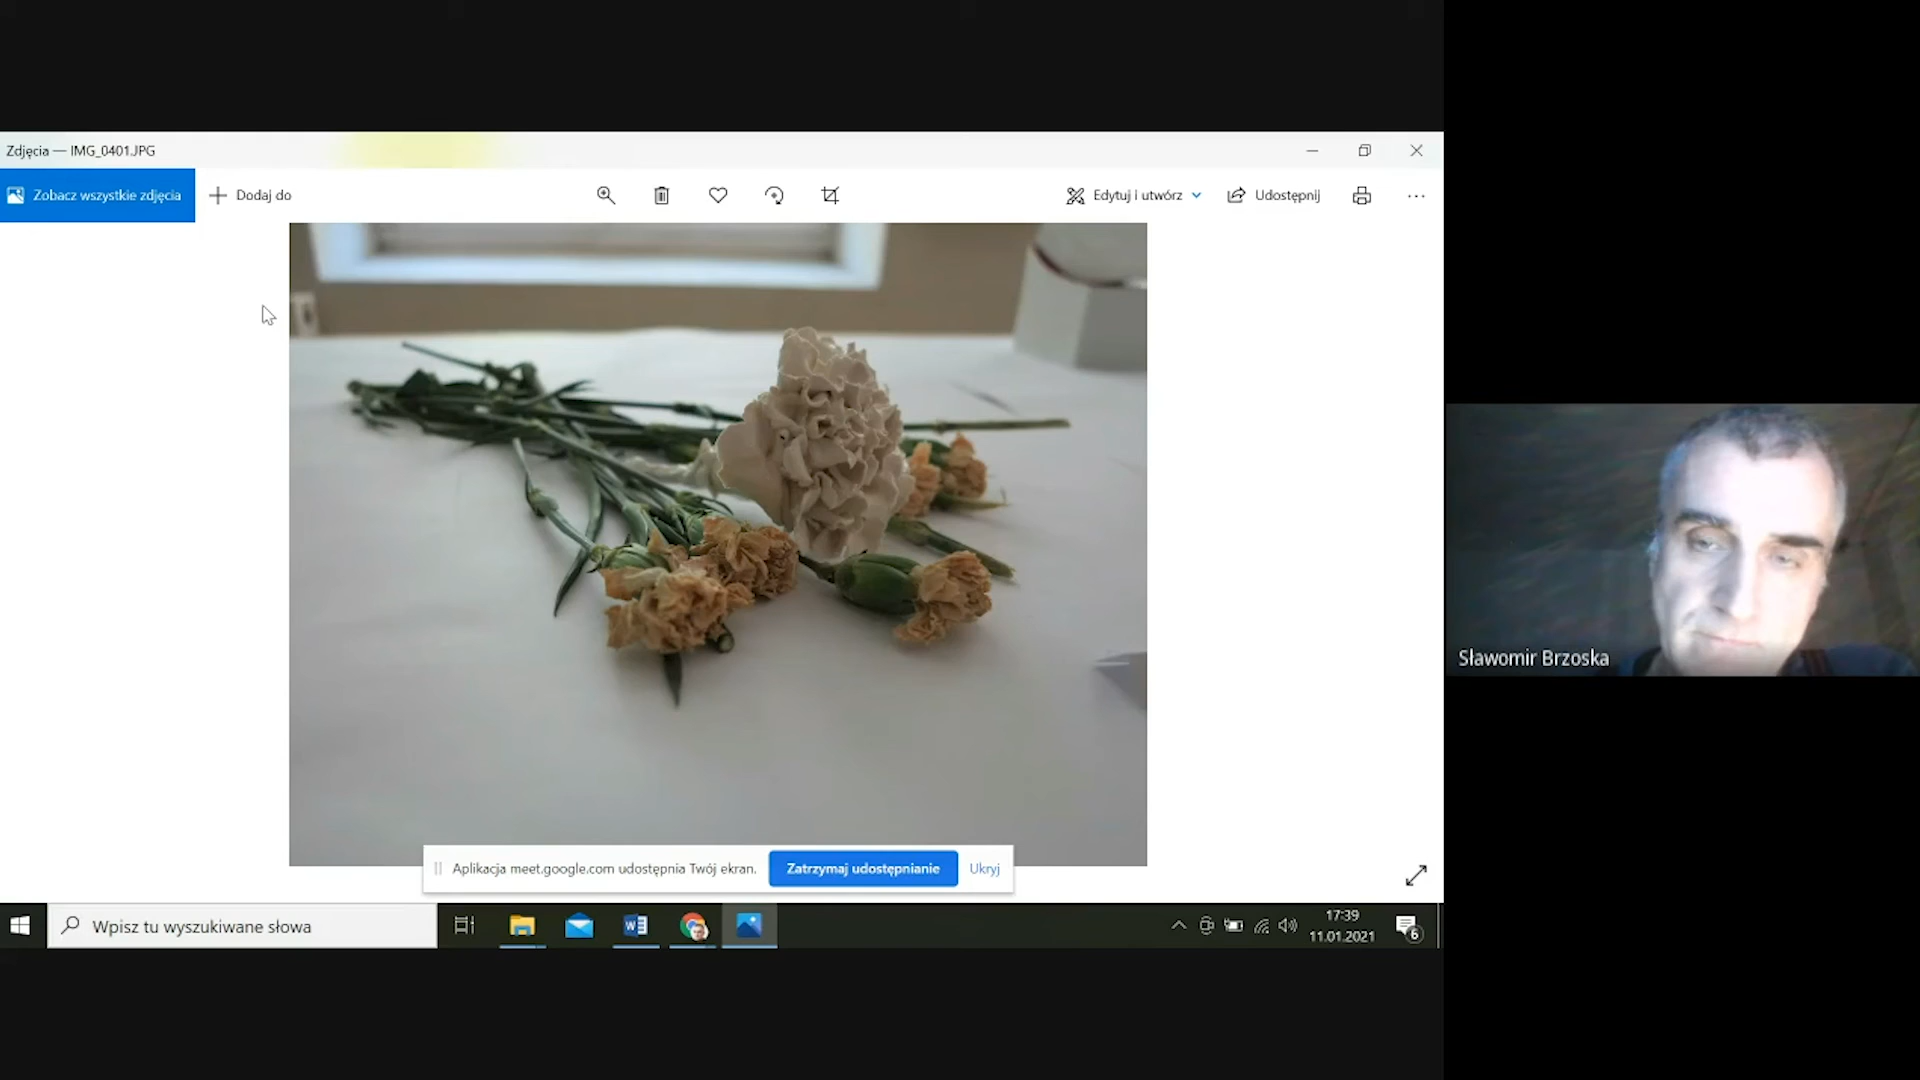 Zdjęcia — IMG_0401.JPG
Zobacz wszystkie zdjęcia
Dodaj do
Edytuj i utwórz
Udostępnij
Sławomir Brzoska
Aplikacja meet.google.com udostępnia Twój ekran.
Zatrzymaj udostępnianie
Ukryj
Wpisz tu wyszukiwane słowa
17:39
11.01.2021
6